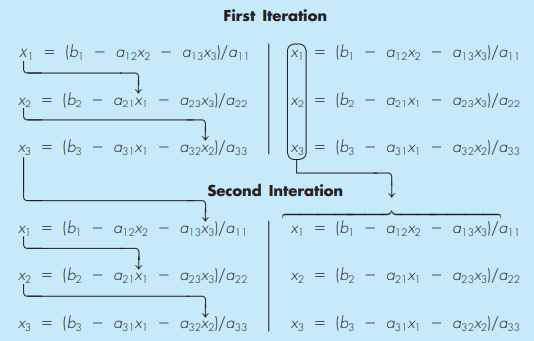 First Iteration
x₁ = (b₁ − a₁₂x₂ − a₁₃x₃)/a₁₁ x₁ = (b₁ − a₁₂x₂ − a₁₃x₃)/a₁₁
x₂ = (b₂ − a₂₁x₁ − a₂₃x₃)/a₂₂ x₂ = (b₂ − a₂₁x₁ − a₂₃x₃)/a₂₂
x₃ = (b₃ − a₃₁x₁ − a₃₂x₂)/a₃₃ x₃ = (b₃ − a₃₁x₁ − a₃₂x₂)/a₃₃
Second Interation
x₁ = (b₁ − a₁₂x₂ − a₁₃x₃)/a₁₁ x₁ = (b₁ − a₁₂x₂ − a₁₃x₃)/a₁₁
x₂ = (b₂ − a₂₁x₁ − a₂₃x₃)/a₂₂ x₂ = (b₂ − a₂₁x₁ − a₂₃x₃)/a₂₂
x₃ = (b₃ − a₃₁x₁ − a₃₂x₂)/a₃₃ x₃ = (b₃ − a₃₁x₁ − a₃₂x₂)/a₃₃